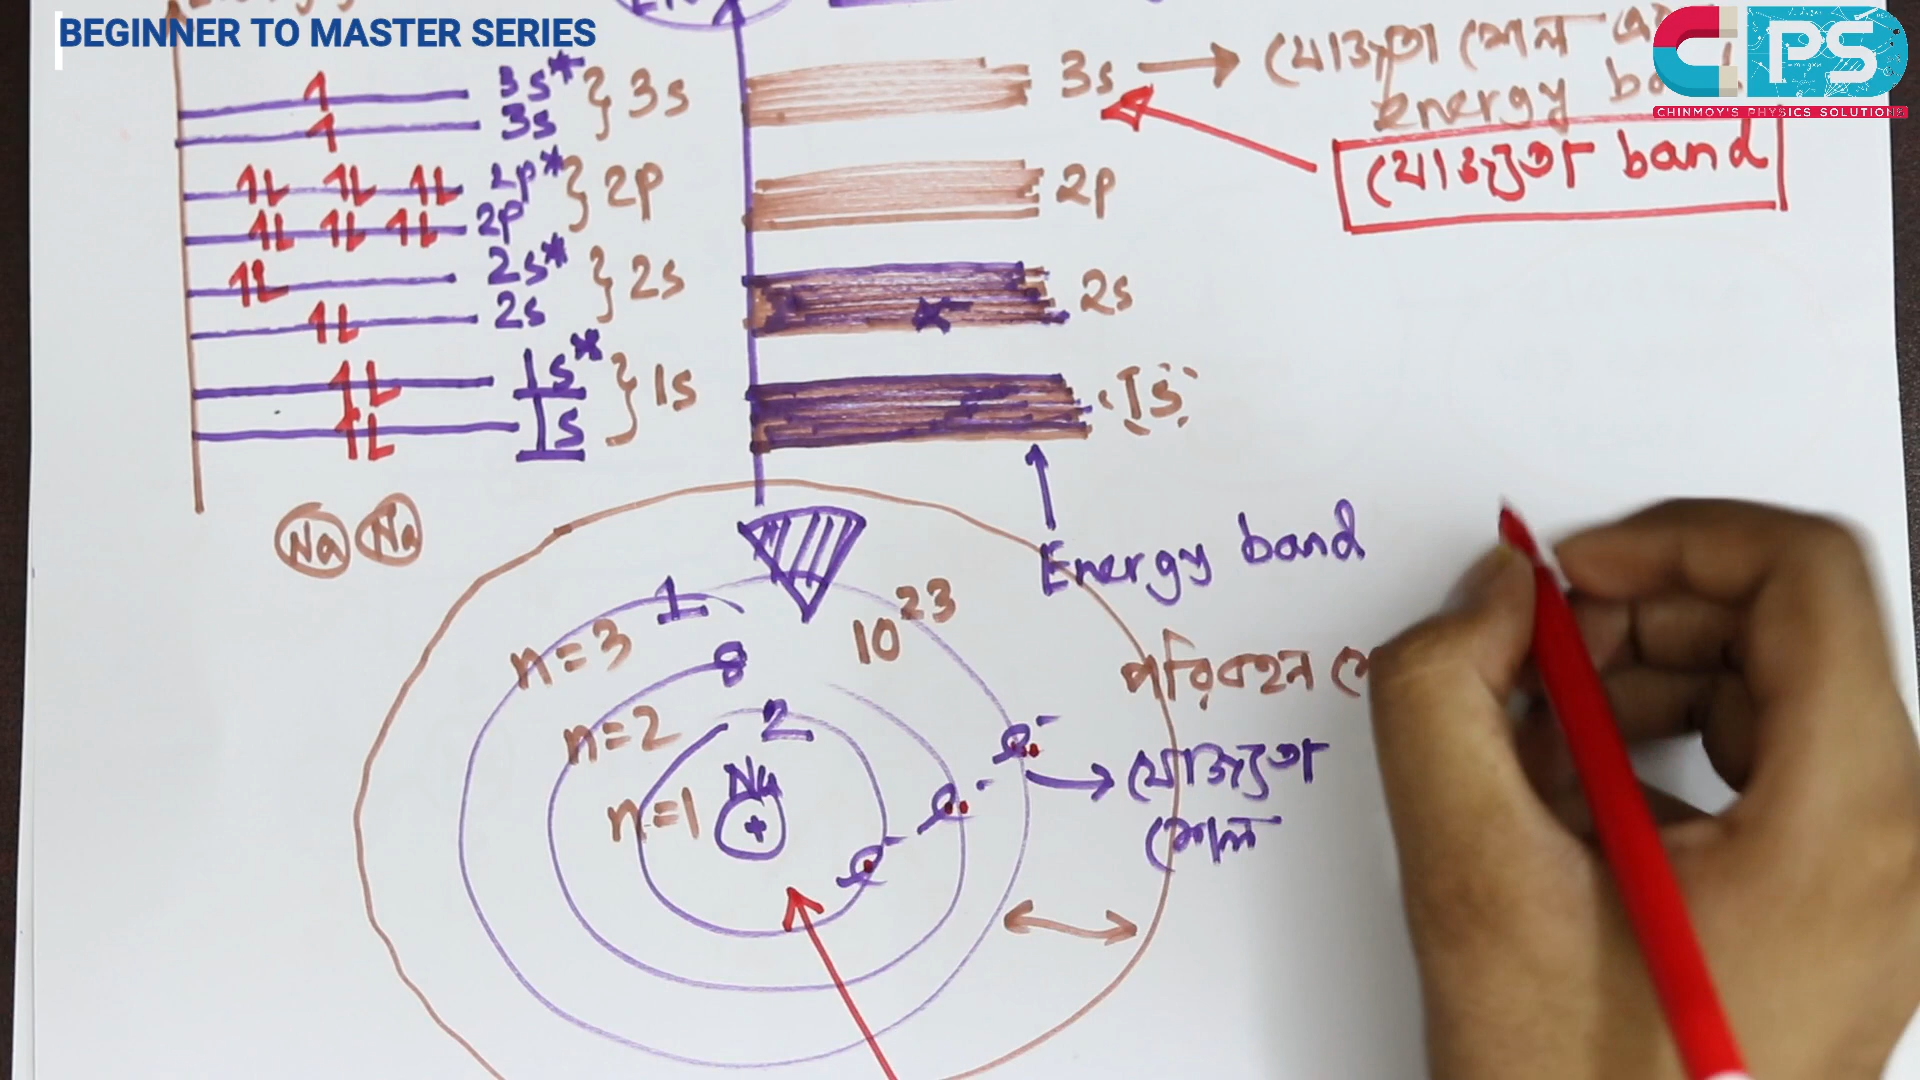 BEGINNER TO MASTER SERIES
CPS
CHINMOY'S PHYSICS SOLUTION
3s*
3s
3s
2p*
2p
2p
2s*
2s
2s
1s*
1s
1s
Na Na
3s → যোজ্যতা শেল
energy
যোজ্যতা band
2p
2s
1s
Energy band
10²³
n=3 1
n=2 8
n=1 2
Na
+
e⁻
e⁻
e⁻
পরিবহন
যোজ্যতা
শেল